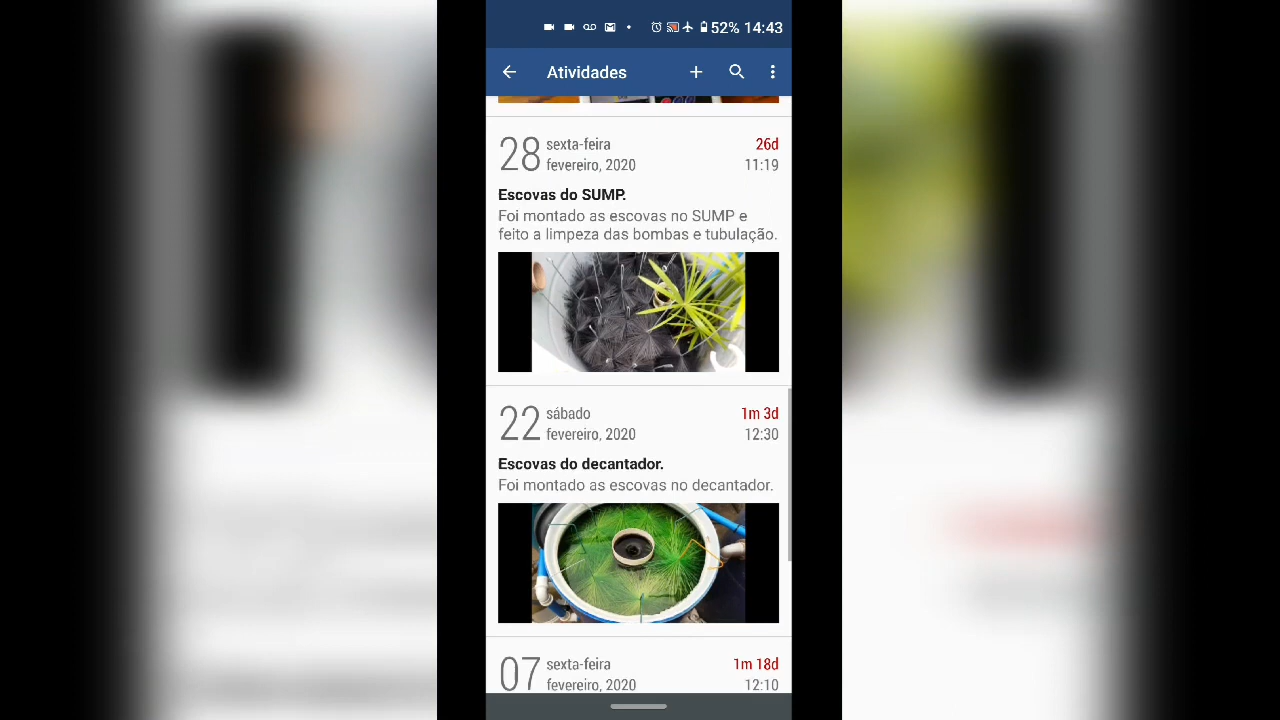 52% 14:43
Atividades
28 sexta-feira 26d
fevereiro, 2020 11:19
Escovas do SUMP.
Foi montado as escovas no SUMP e
feito a limpeza das bombas e tubulação.
22 sábado 1m 3d
fevereiro, 2020 12:30
Escovas do decantador.
Foi montado as escovas no decantador.
07 sexta-feira 1m 18d
fevereiro, 2020 12:10